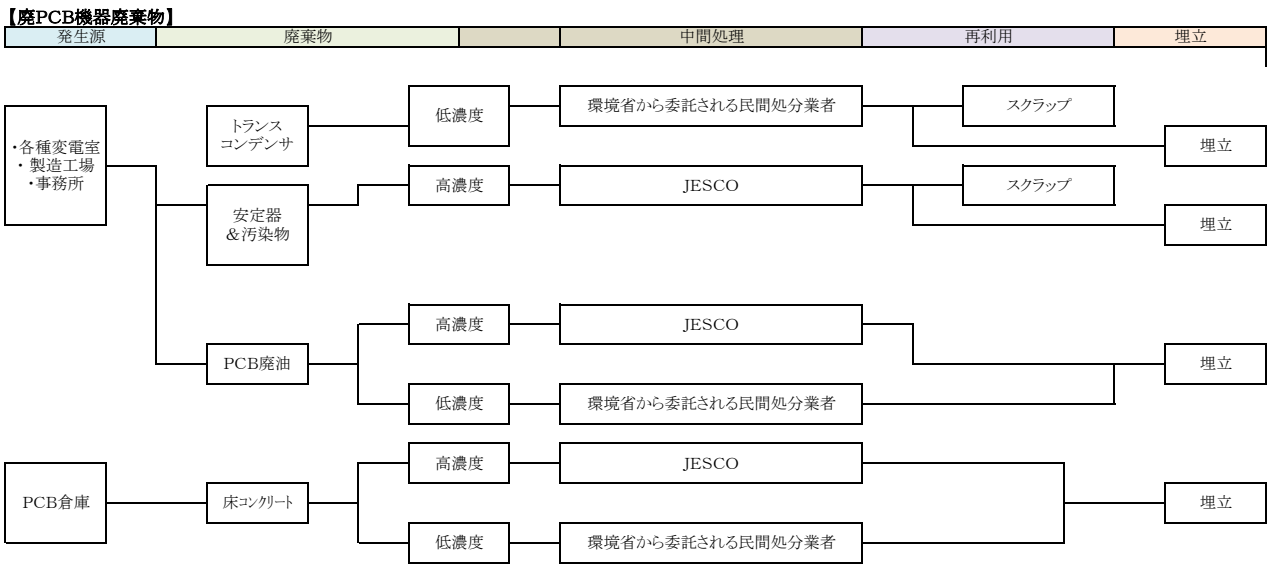 【廃PCB機器廃棄物】
発生源 廃棄物 中間処理 再利用 埋立
・各種変電室
・ 製造工場
・事務所
トランス
コンデンサ
低濃度
環境省から委託される民間処分業者
スクラップ
埋立
安定器
＆汚染物
高濃度
JESCO
スクラップ
埋立
PCB廃油
高濃度
JESCO
埋立
低濃度
環境省から委託される民間処分業者
PCB倉庫
床コンクリート
高濃度
JESCO
埋立
低濃度
環境省から委託される民間処分業者